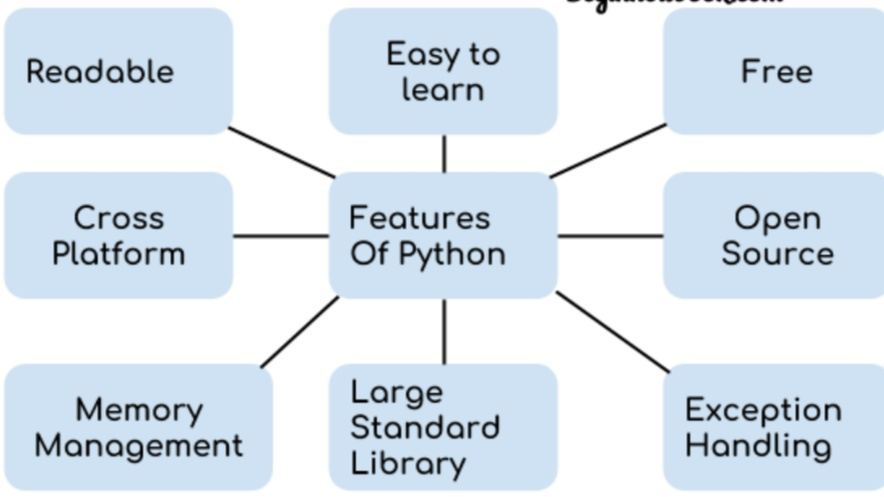 Readable
Easy to
learn
Free
Cross
Platform
Features
Of Python
Open
Source
Memory
Management
Large
Standard
Library
Exception
Handling